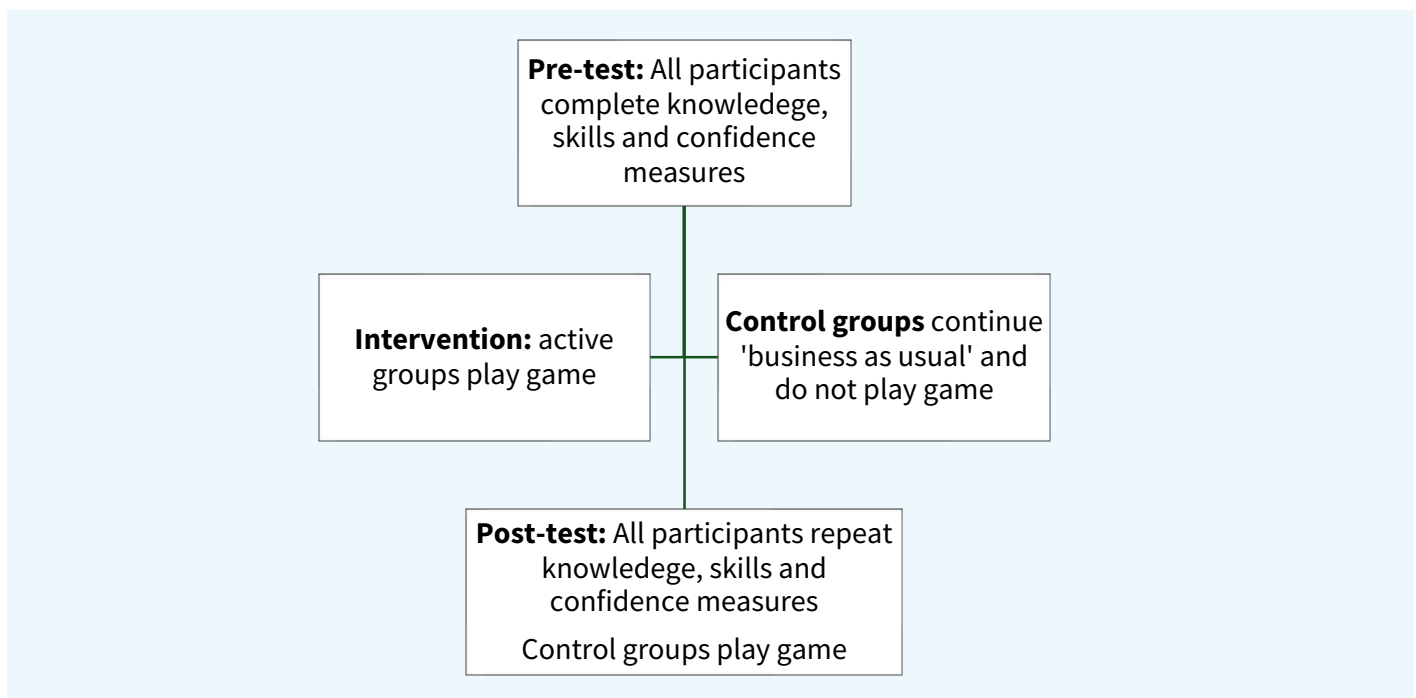 Pre-test: All participants
complete knowledege,
skills and confidence
measures
Intervention: active
groups play game
Control groups continue
'business as usual' and
do not play game
Post-test: All participants repeat
knowledege, skills and
confidence measures
Control groups play game